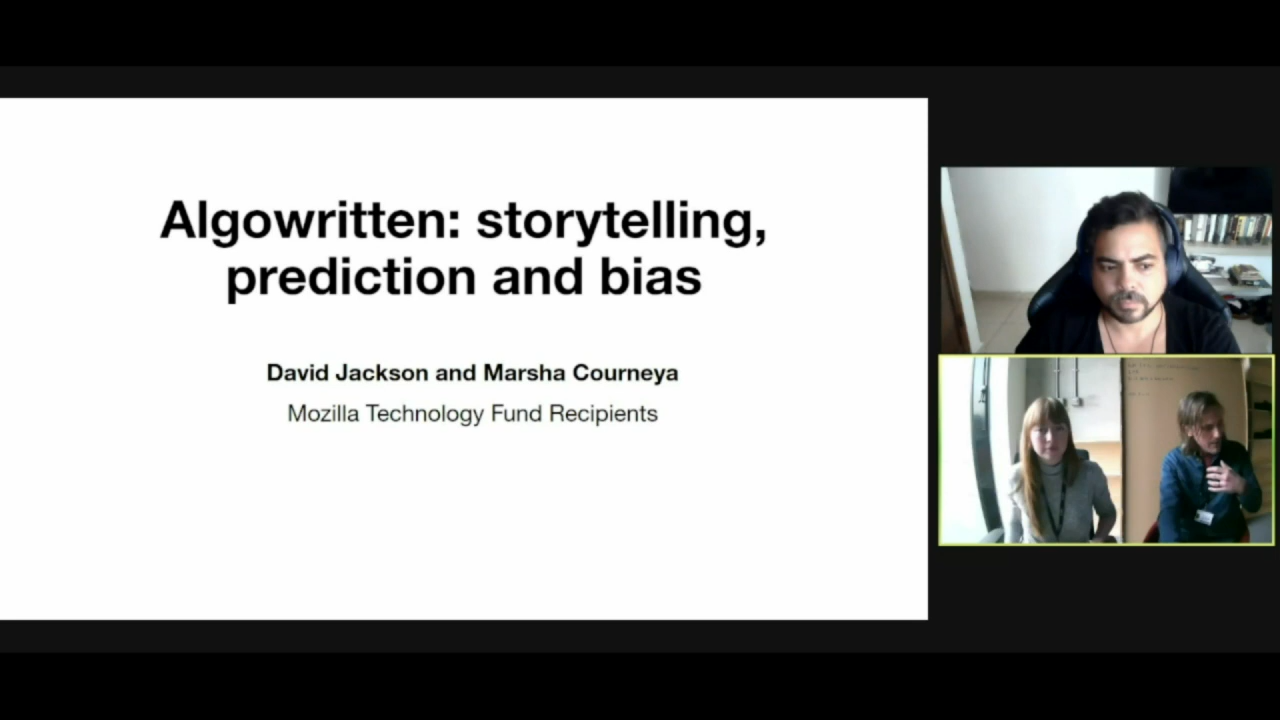 Algowritten: storytelling,
prediction and bias
David Jackson and Marsha Courneya
Mozilla Technology Fund Recipients